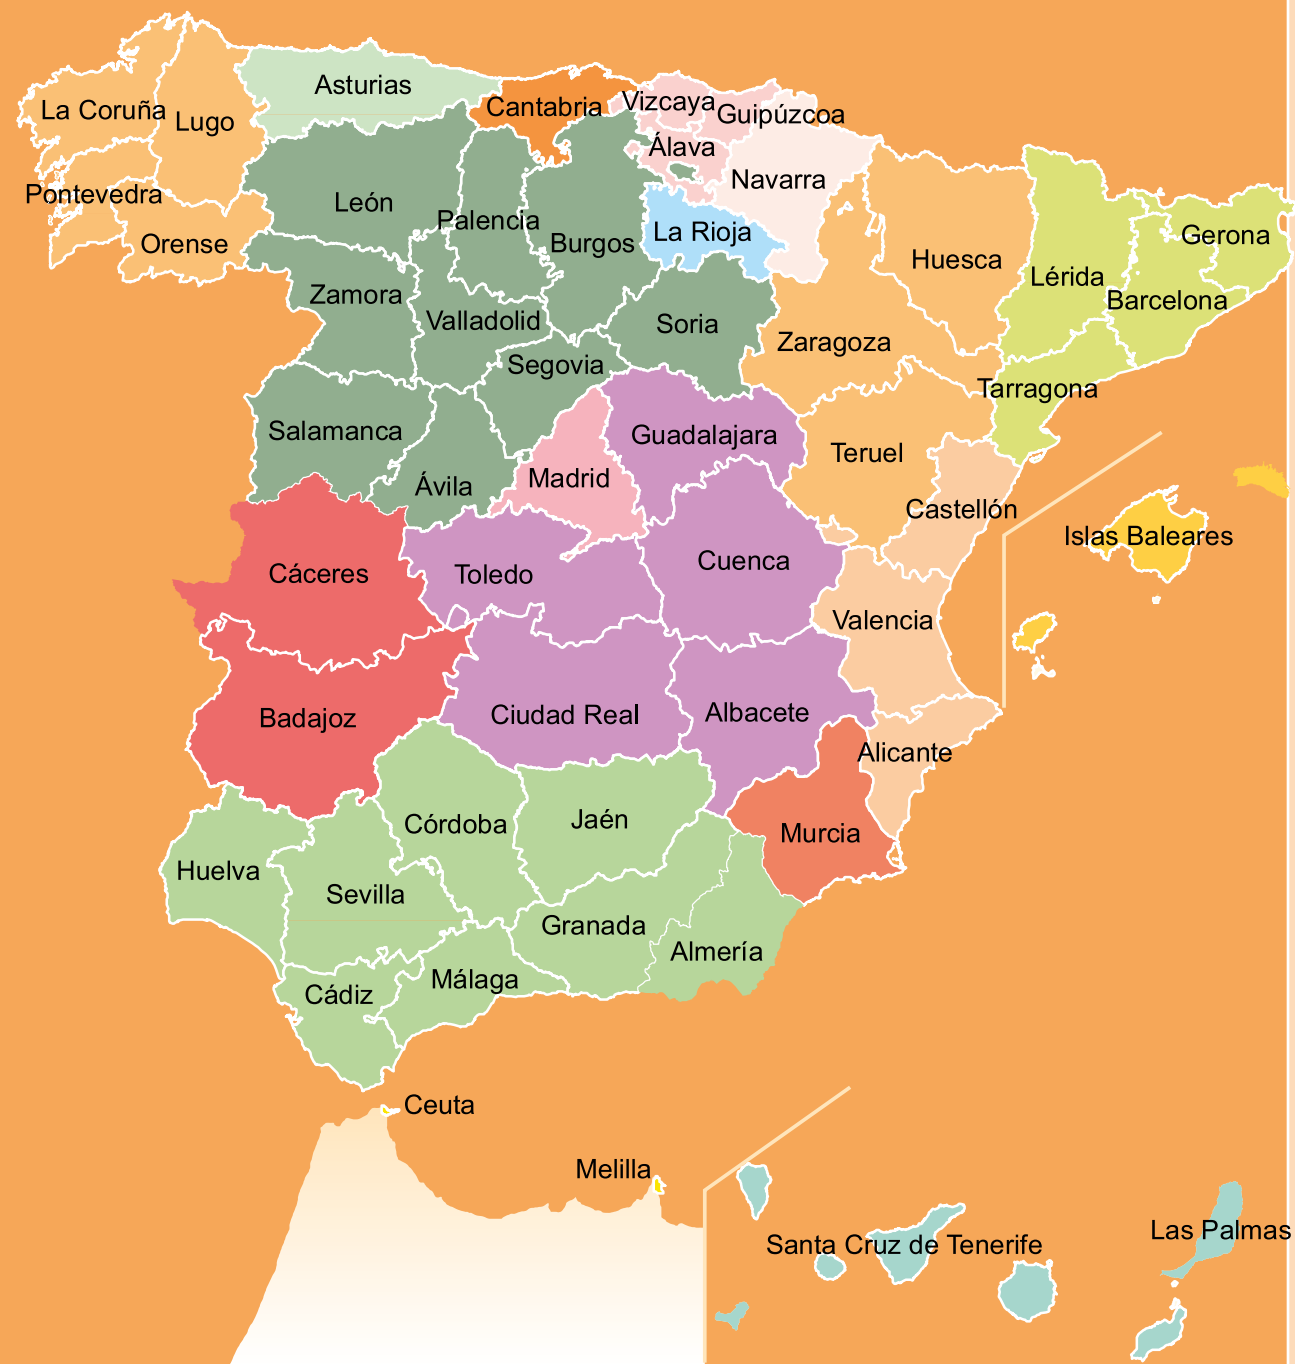 Asturias
Cantabria
Vizcaya
Guipúzcoa
La Coruña
Lugo
Álava
Navarra
Pontevedra
León
Palencia
Orense
Burgos
La Rioja
Gerona
Huesca
Lérida
Zamora
Barcelona
Valladolid
Soria
Zaragoza
Segovia
Tarragona
Salamanca
Guadalajara
Teruel
Ávila
Madrid
Castellón
Islas Baleares
Cáceres
Toledo
Cuenca
Valencia
Badajoz
Ciudad Real
Albacete
Alicante
Córdoba
Jaén
Murcia
Huelva
Sevilla
Granada
Almería
Málaga
Cádiz
Ceuta
Melilla
Las Palmas
Santa Cruz de Tenerife